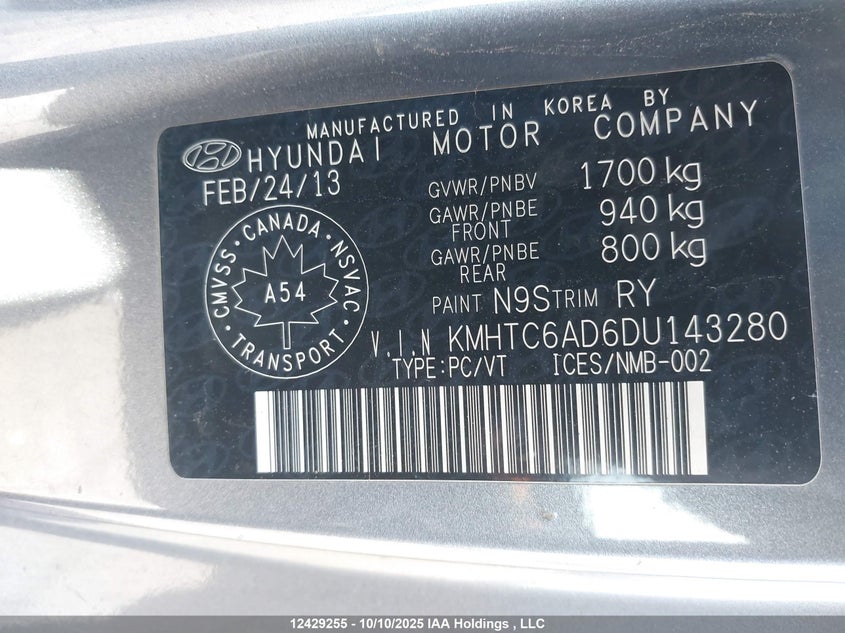 MANUFACTURED IN KOREA BY
HYUNDAI MOTOR COMPANY
FEB/24/13
GVWR/PNBV 1700 kg
GAWR/PNBE FRONT 940 kg
GAWR/PNBE REAR 800 kg
PAINT N9S TRIM RY
CMVSS · CANADA · NSVAC
A54
· TRANSPORT ·
V.I.N KMHTC6AD6DU143280
TYPE:PC/VT ICES/NMB-002
12429255 - 10/10/2025 IAA Holdings , LLC